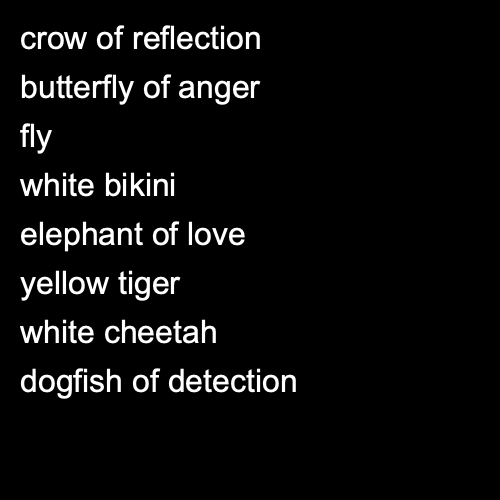 crow of reflection
butterfly of anger
fly
white bikini
elephant of love
yellow tiger
white cheetah
dogfish of detection